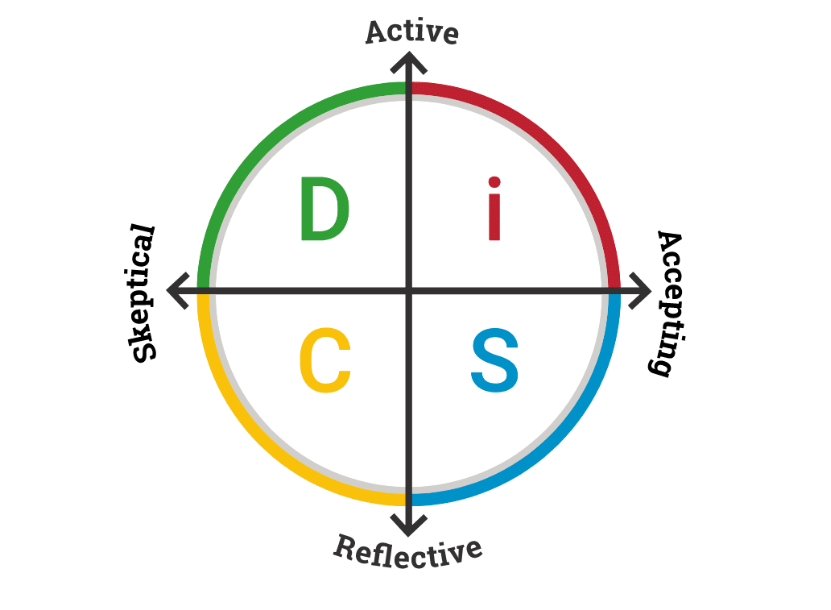 Active
D
i
Skeptical
Accepting
C
S
Reflective